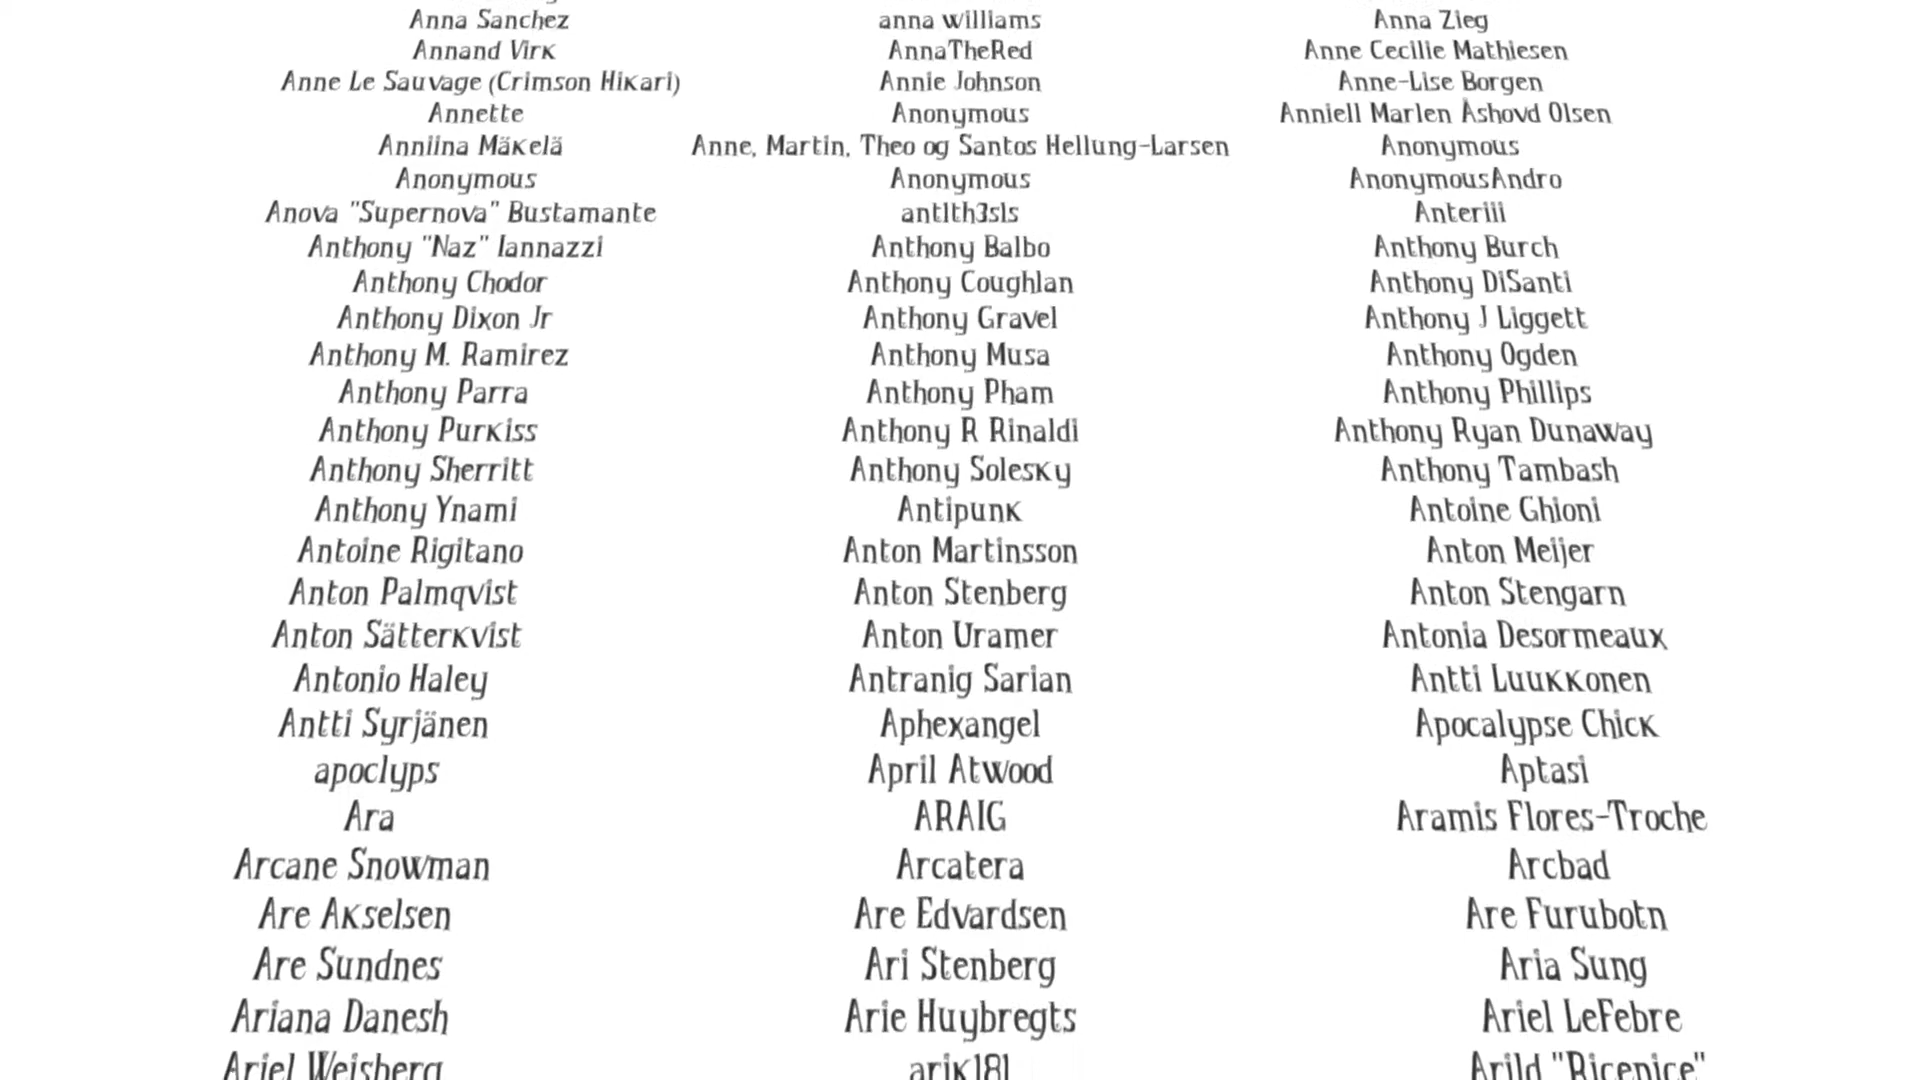 Anna Sanchez anna williams Anna Zieg
Annand Virk AnnaTheRed Anne Cecilie Mathiesen
Anne Le Sauvage (Crimson Hikari) Annie Johnson Anne-Lise Borgen
Annette Anonymous Anniell Marlen Åshovd Olsen
Anniina Mäkelä Anne, Martin, Theo og Santos Hellung-Larsen Anonymous
Anonymous Anonymous AnonymousAndro
Anova "Supernova" Bustamante ant1th3s1s Anteriii
Anthony "Naz" Iannazzi Anthony Balbo Anthony Burch
Anthony Chodor Anthony Coughlan Anthony DiSanti
Anthony Dixon Jr Anthony Gravel Anthony J Liggett
Anthony M. Ramirez Anthony Musa Anthony Ogden
Anthony Parra Anthony Pham Anthony Phillips
Anthony Purkiss Anthony R Rinaldi Anthony Ryan Dunaway
Anthony Sherritt Anthony Solesky Anthony Tambash
Anthony Ynami Antipunk Antoine Ghioni
Antoine Rigitano Anton Martinsson Anton Meijer
Anton Palmqvist Anton Stenberg Anton Stengarn
Anton Sätterkvist Anton Uramer Antonia Desormeaux
Antonio Haley Antranig Sarian Antti Luukkonen
Antti Syrjänen Aphexangel Apocalypse Chick
apoclyps April Atwood Aptasi
Ara ARAIG Aramis Flores-Troche
Arcane Snowman Arcatera Arcbad
Are Akselsen Are Edvardsen Are Furubotn
Are Sundnes Ari Stenberg Aria Sung
Ariana Danesh Arie Huybregts Ariel LeFebre
Ariel Weisberg arik181 Arild "Ricenice"